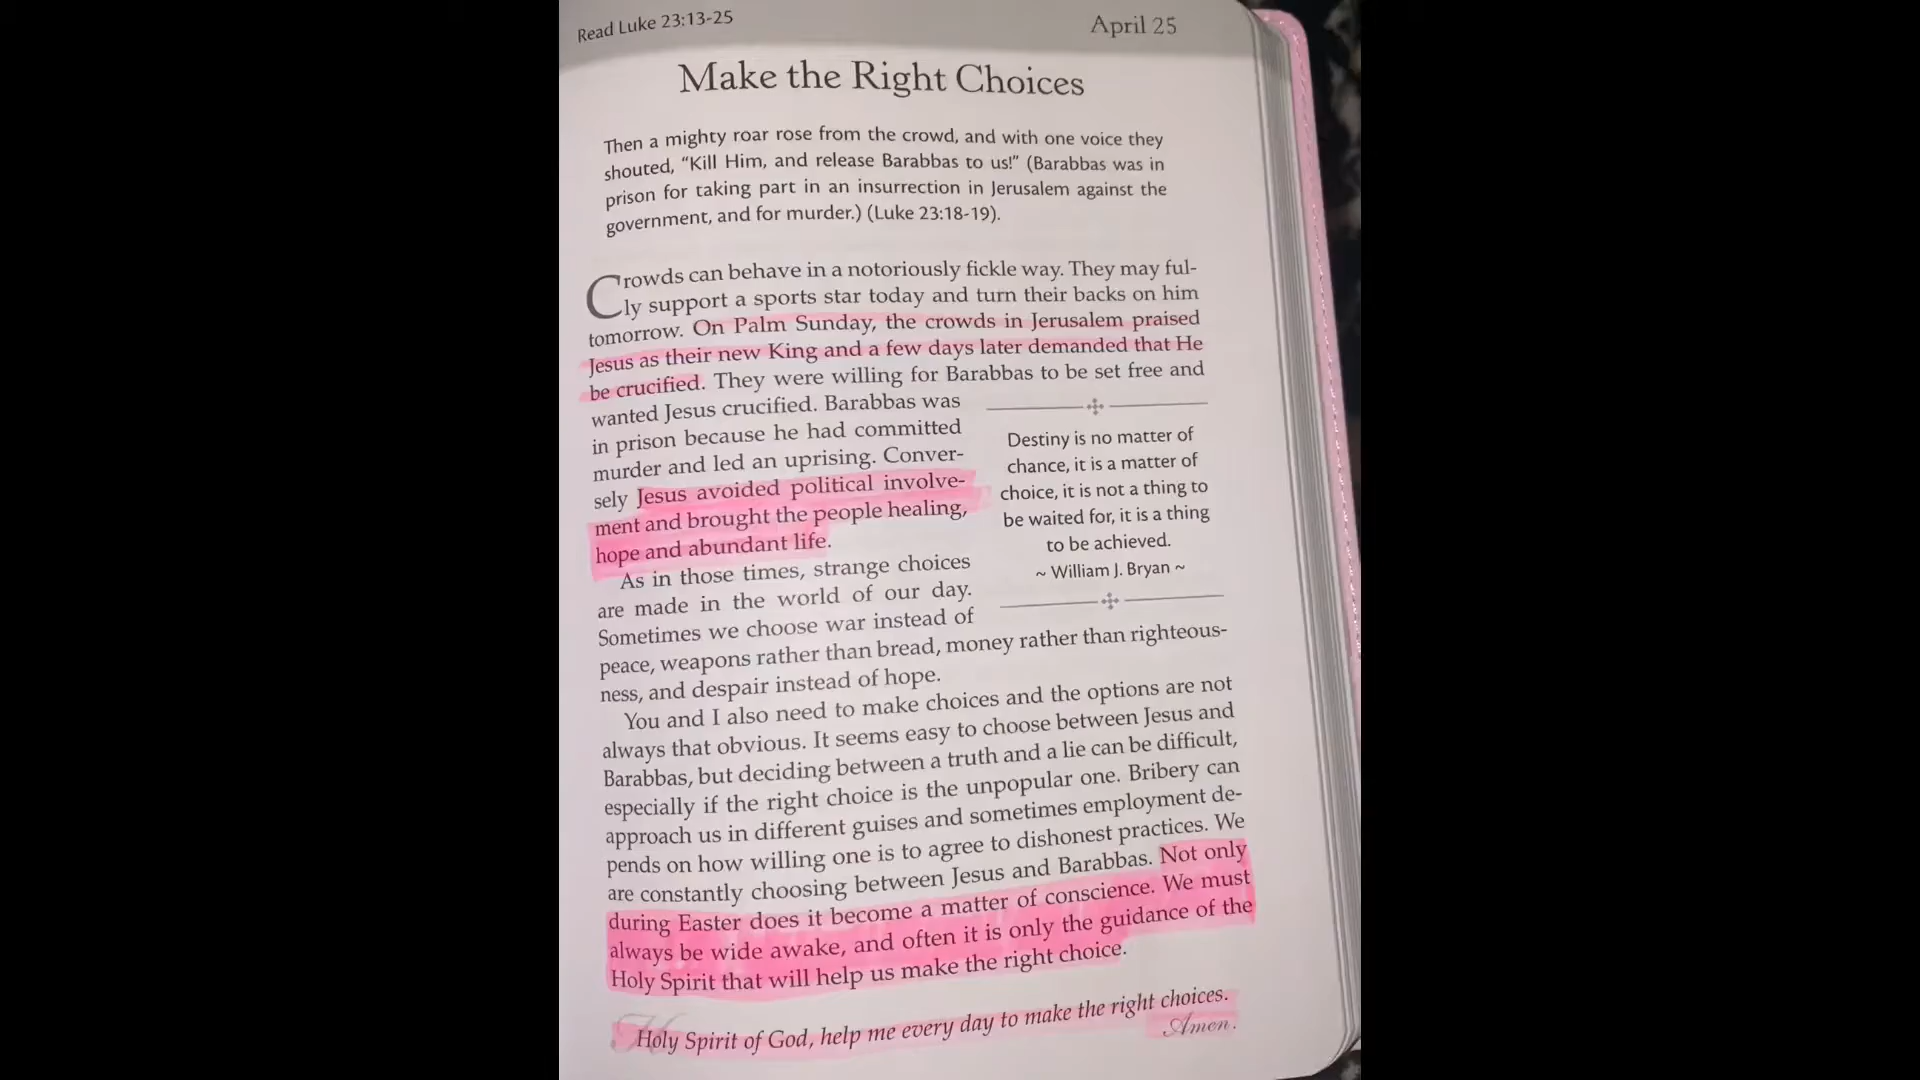 Read Luke 23:13-25
April 25
Make the Right Choices
Then a mighty roar rose from the crowd, and with one voice they
shouted, “Kill Him, and release Barabbas to us!” (Barabbas was in
prison for taking part in an insurrection in Jerusalem against the
government, and for murder.) (Luke 23:18-19).
Crowds can behave in a notoriously fickle way. They may ful-
ly support a sports star today and turn their backs on him
tomorrow. On Palm Sunday, the crowds in Jerusalem praised
Jesus as their new King and a few days later demanded that He
be crucified. They were willing for Barabbas to be set free and
wanted Jesus crucified. Barabbas was
in prison because he had committed
murder and led an uprising. Conver-
sely Jesus avoided political involve-
ment and brought the people healing,
hope and abundant life.
Destiny is no matter of
chance, it is a matter of
choice, it is not a thing to
be waited for, it is a thing
to be achieved.
~ William J. Bryan ~
As in those times, strange choices
are made in the world of our day.
Sometimes we choose war instead of
peace, weapons rather than bread, money rather than righteous-
ness, and despair instead of hope.
You and I also need to make choices and the options are not
always that obvious. It seems easy to choose between Jesus and
Barabbas, but deciding between a truth and a lie can be difficult,
especially if the right choice is the unpopular one. Bribery can
approach us in different guises and sometimes employment de-
pends on how willing one is to agree to dishonest practices. We
are constantly choosing between Jesus and Barabbas. Not only
during Easter does it become a matter of conscience. We must
always be wide awake, and often it is only the guidance of the
Holy Spirit that will help us make the right choice.
Holy Spirit of God, help me every day to make the right choices.
Amen.